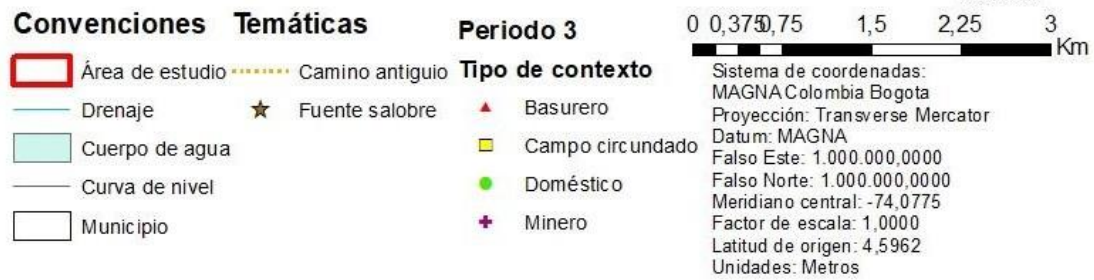 Convenciones
Área de estudio
Drenaje
Cuerpo de agua
Curva de nivel
Municipio
Temáticas
Camino antiguio
Fuente salobre
Periodo 3
Tipo de contexto
Basurero
Campo circundado
Doméstico
Minero
0 0,375 0,75 1,5 2,25 3
Km
Sistema de coordenadas:
MAGNA Colombia Bogota
Proyección: Transverse Mercator
Datum: MAGNA
Falso Este: 1.000.000,0000
Falso Norte: 1.000.000,0000
Meridiano central: -74,0775
Factor de escala: 1,0000
Latitud de origen: 4,5962
Unidades: Metros